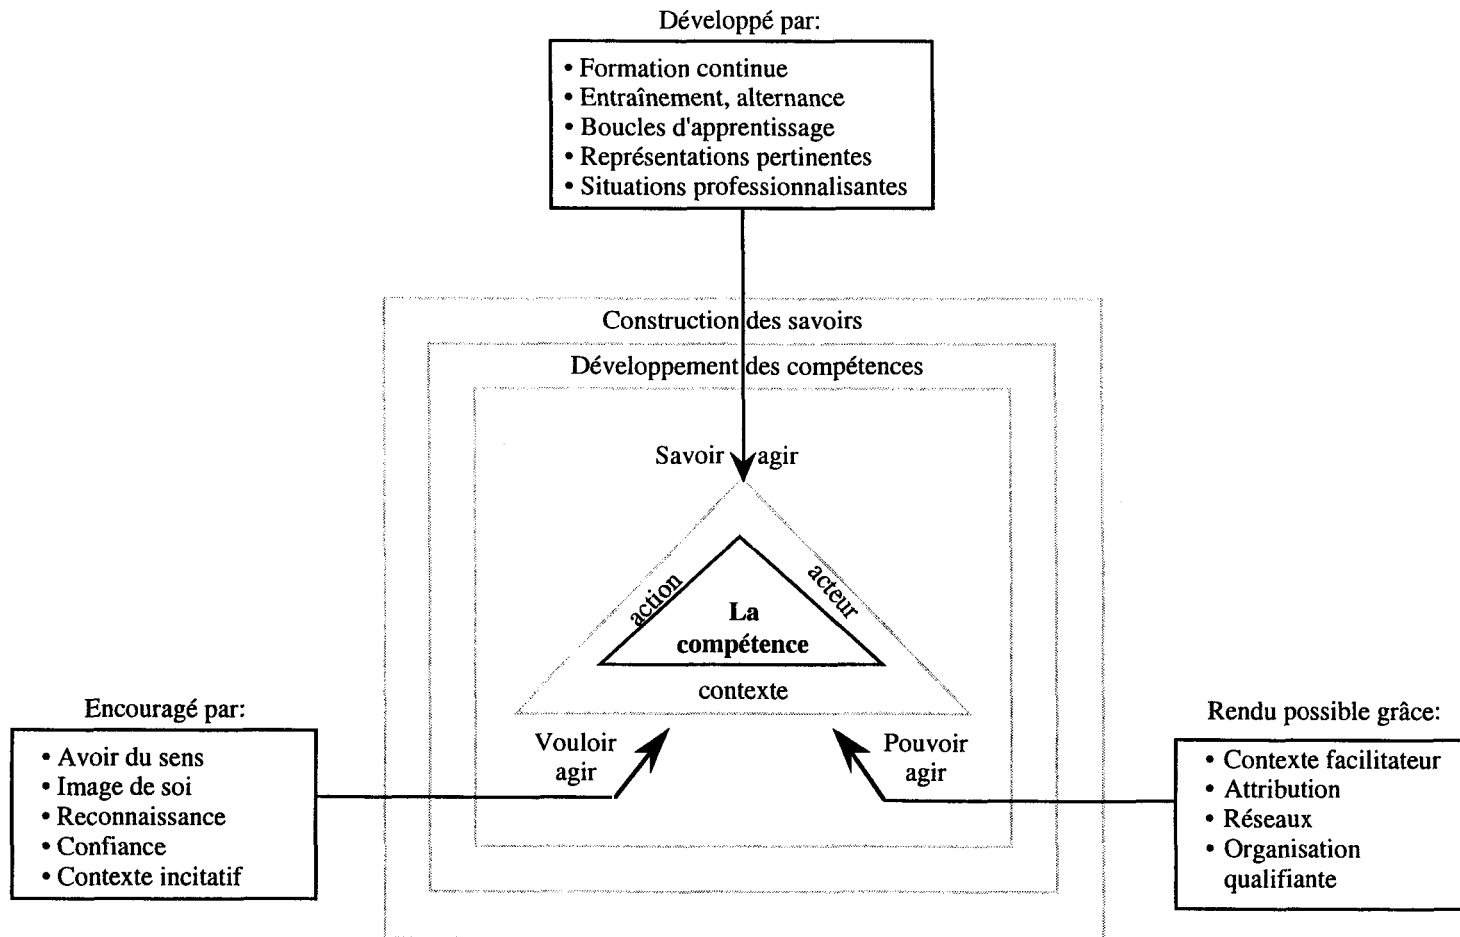 Développé par:
• Formation continue
• Entraînement, alternance
• Boucles d'apprentissage
• Représentations pertinentes
• Situations professionnalisantes
Construction des savoirs
Développement des compétences
Savoir agir
action
acteur
La
compétence
contexte
Encouragé par:
• Avoir du sens
• Image de soi
• Reconnaissance
• Confiance
• Contexte incitatif
Vouloir
agir
Pouvoir
agir
Rendu possible grâce:
• Contexte facilitateur
• Attribution
• Réseaux
• Organisation
qualifiante